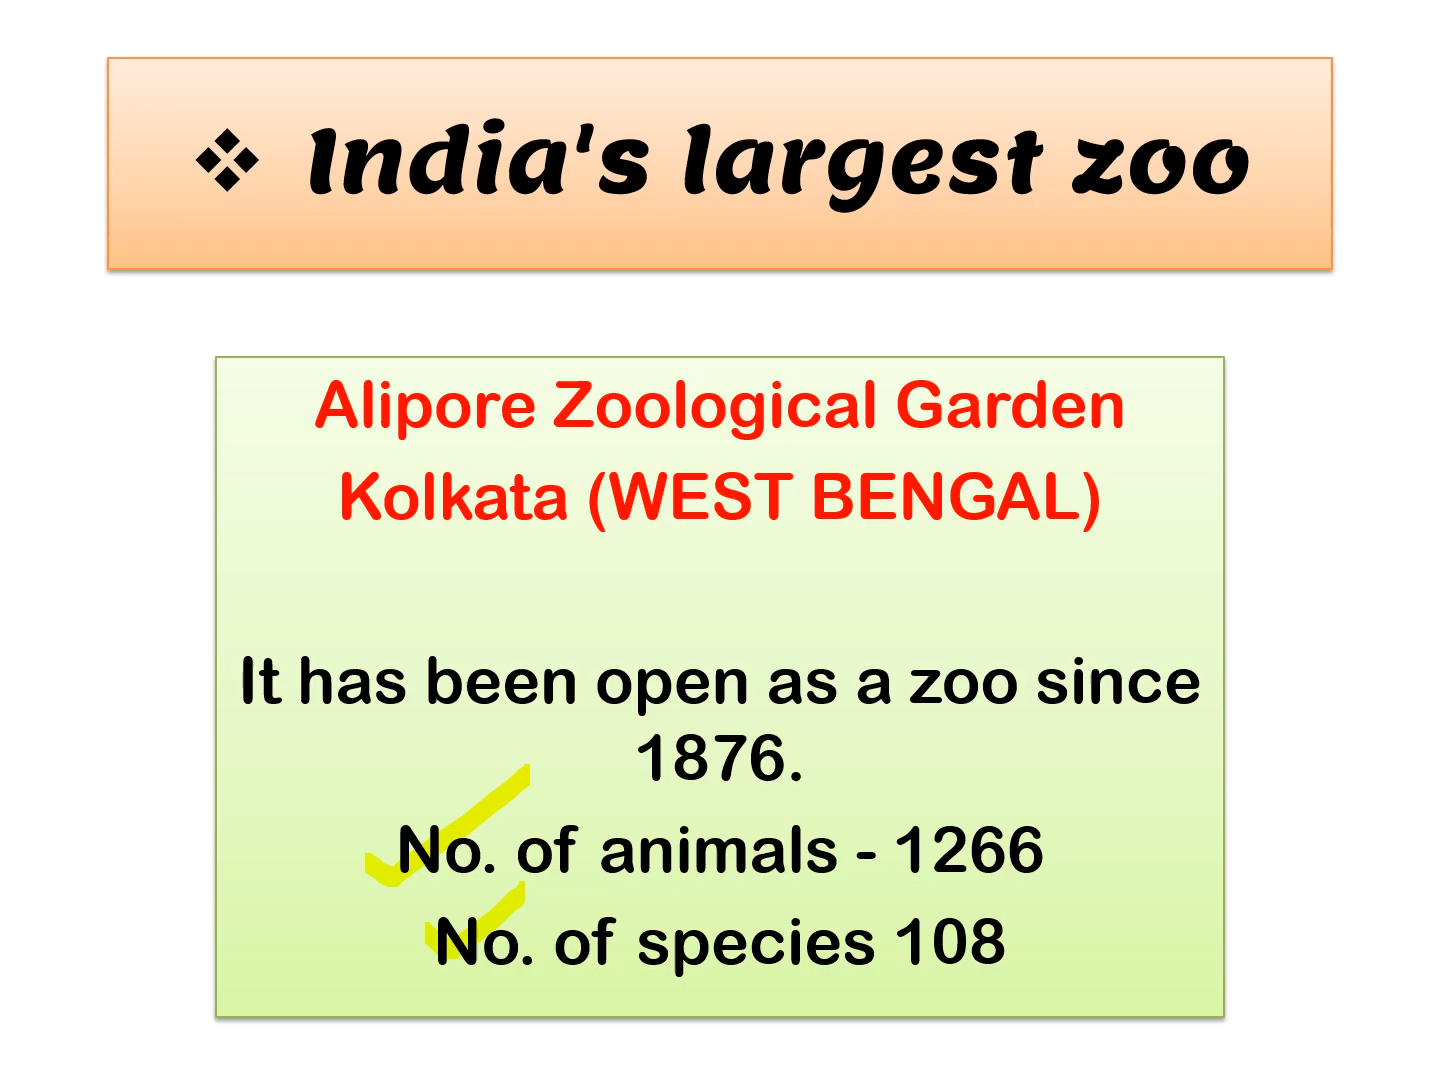 ❖ India's largest zoo
Alipore Zoological Garden
Kolkata (WEST BENGAL)
It has been open as a zoo since
1876.
No. of animals - 1266
No. of species 108